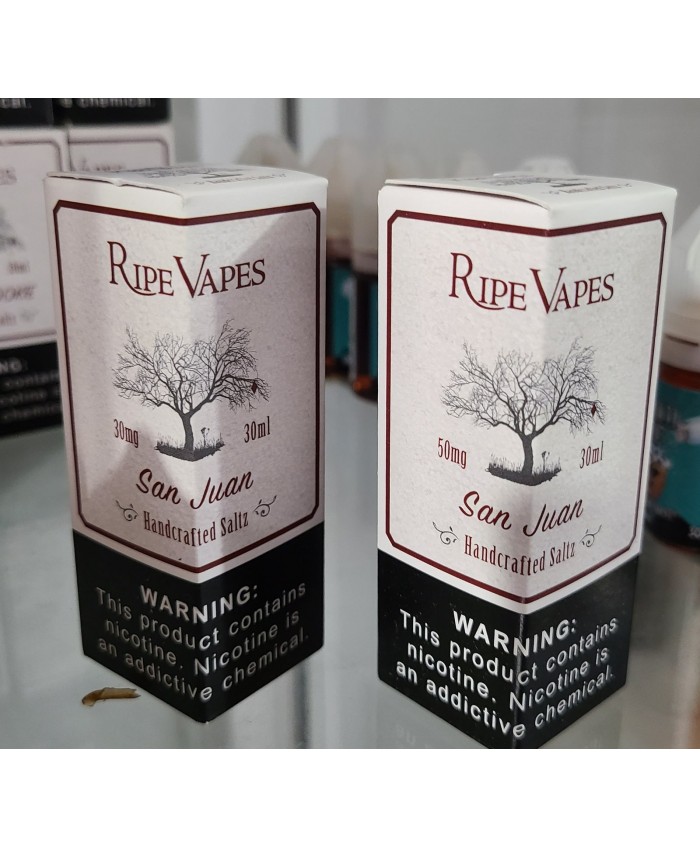 e chemical.
RIPE VAPES
30mg 30ml
San Juan
Handcrafted Saltz
WARNING:
This product contains
nicotine. Nicotine is
an addictive chemical.
RIPE VAPES
50mg 30ml
San Juan
Handcrafted Saltz
WARNING:
This product contains
nicotine. Nicotine is
an addictive chemical.